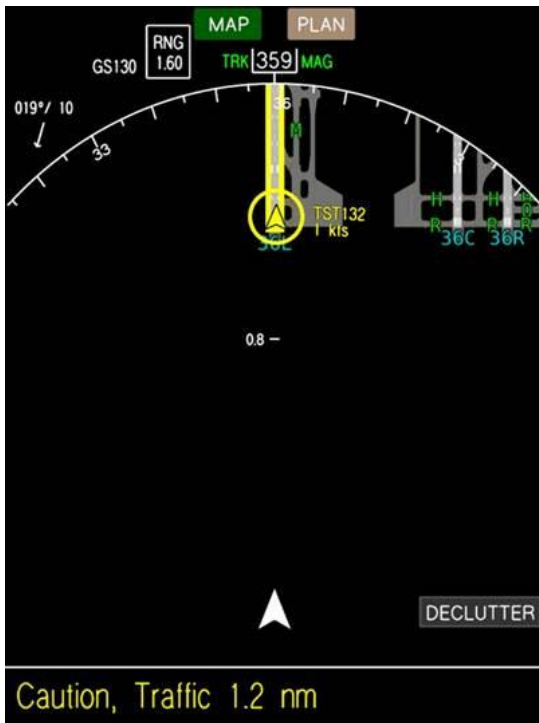 MAP PLAN
RNG
1.60
GS130
TRK 359 MAG
019°/ 10
36
33
M
TST132
1 kts
36L
H H
R R
36C 36R
0.8
DECLUTTER
Caution, Traffic 1.2 nm